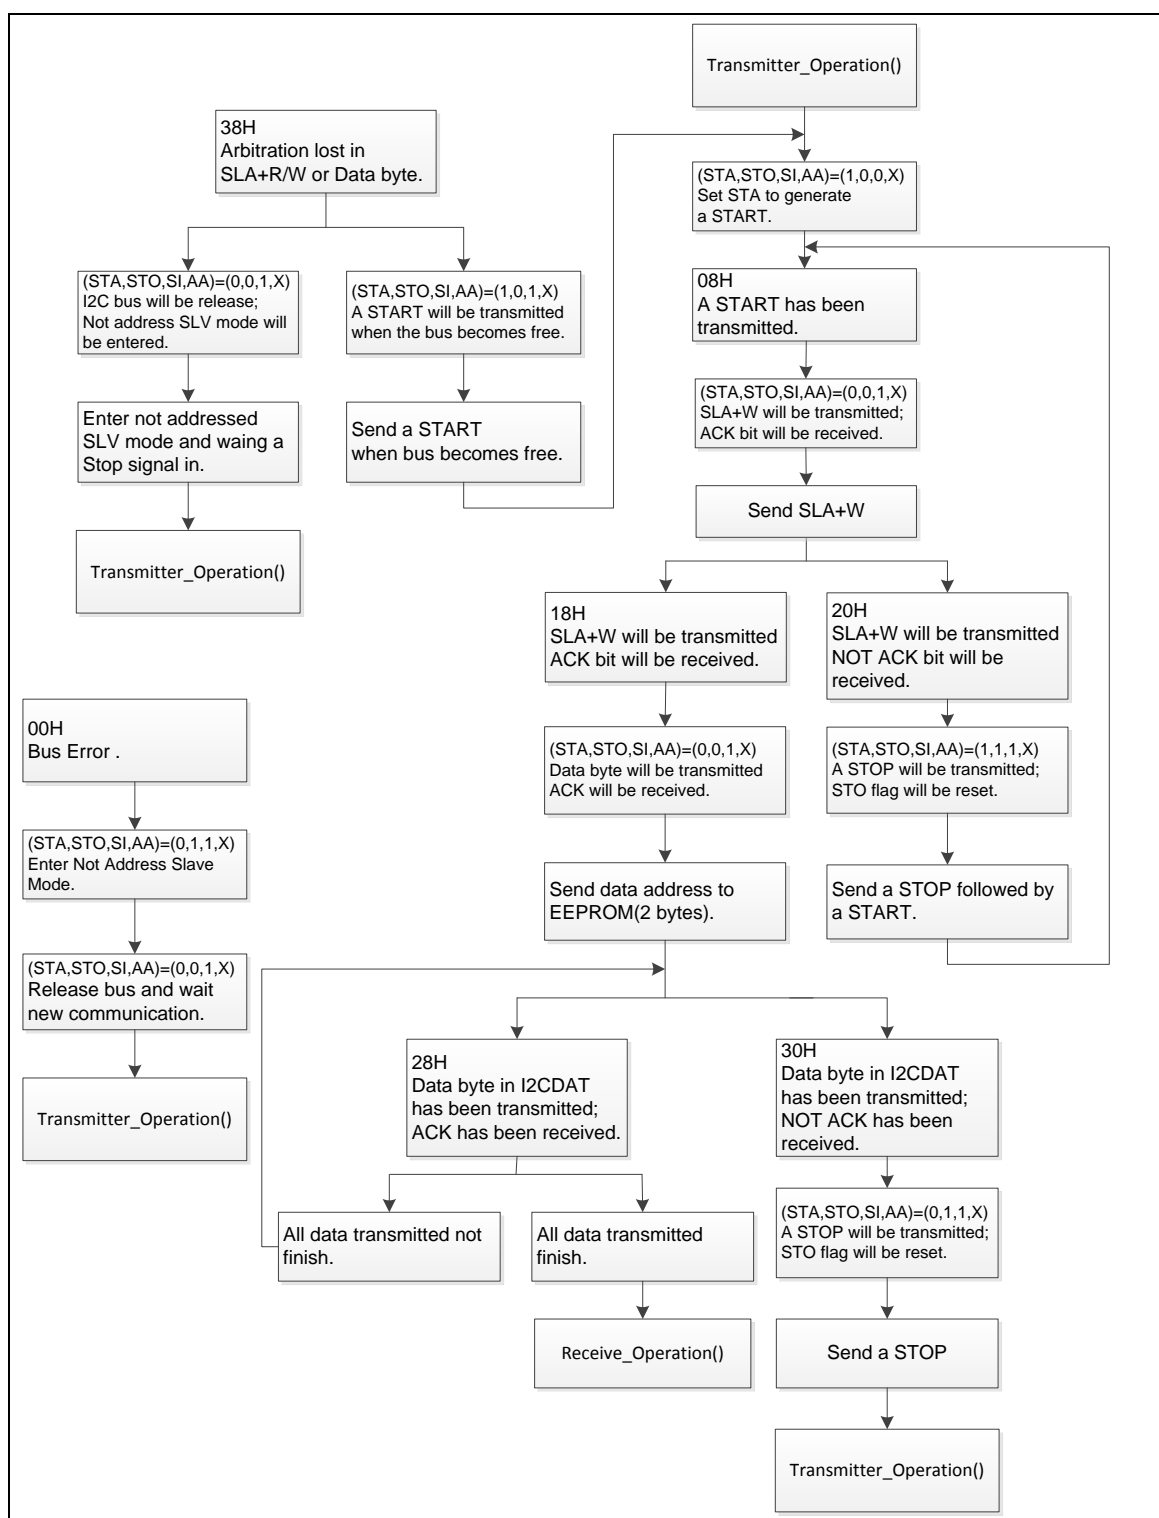 Transmitter_Operation()
38H
Arbitration lost in
SLA+R/W or Data byte.
(STA,STO,SI,AA)=(1,0,0,X)
Set STA to generate
a START.
(STA,STO,SI,AA)=(0,0,1,X)
I2C bus will be release;
Not address SLV mode will
be entered.
(STA,STO,SI,AA)=(1,0,1,X)
A START will be transmitted
when the bus becomes free.
08H
A START has been
transmitted.
Enter not addressed
SLV mode and waing a
Stop signal in.
Send a START
when bus becomes free.
(STA,STO,SI,AA)=(0,0,1,X)
SLA+W will be transmitted;
ACK bit will be received.
Send SLA+W
Transmitter_Operation()
18H
SLA+W will be transmitted
ACK bit will be received.
20H
SLA+W will be transmitted
NOT ACK bit will be
received.
00H
Bus Error .
(STA,STO,SI,AA)=(0,0,1,X)
Data byte will be transmitted
ACK will be received.
(STA,STO,SI,AA)=(1,1,1,X)
A STOP will be transmitted;
STO flag will be reset.
(STA,STO,SI,AA)=(0,1,1,X)
Enter Not Address Slave
Mode.
Send data address to
EEPROM(2 bytes).
Send a STOP followed by
a START.
(STA,STO,SI,AA)=(0,0,1,X)
Release bus and wait
new communication.
Transmitter_Operation()
28H
Data byte in I2CDAT
has been transmitted;
ACK has been received.
30H
Data byte in I2CDAT
has been transmitted;
NOT ACK has been
received.
All data transmitted not
finish.
All data transmitted
finish.
(STA,STO,SI,AA)=(0,1,1,X)
A STOP will be transmitted;
STO flag will be reset.
Receive_Operation()
Send a STOP
Transmitter_Operation()